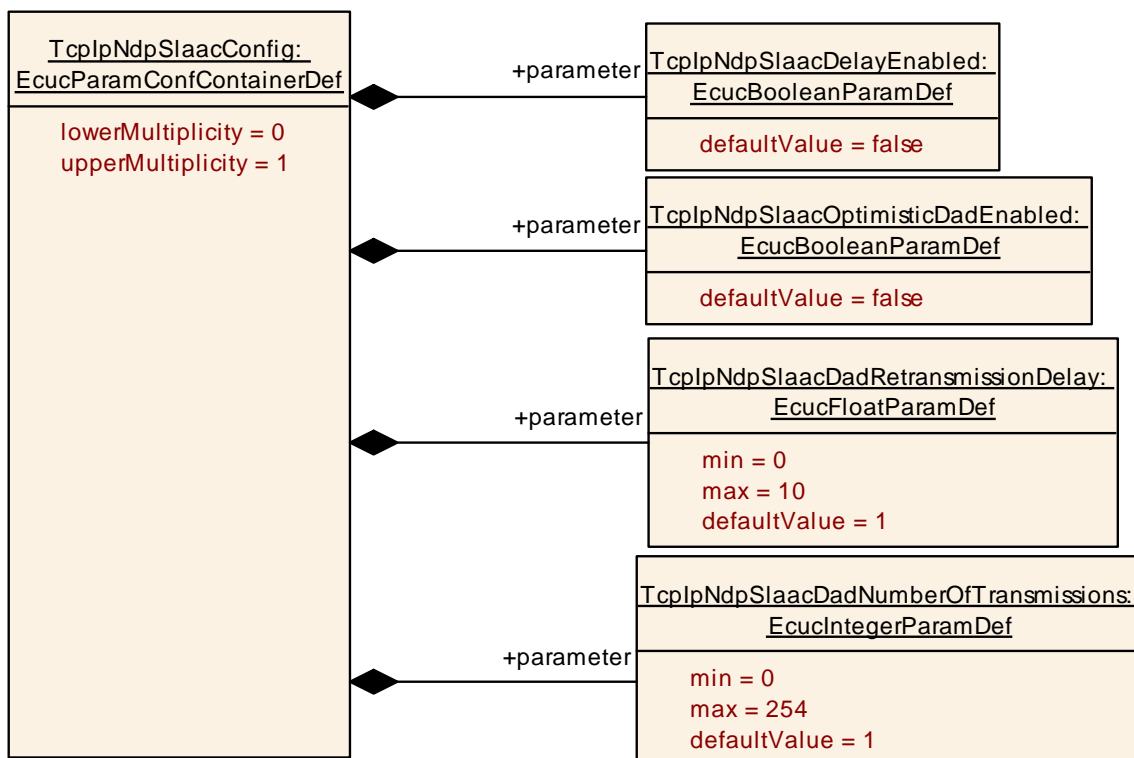 TcpIpNdpSlaacConfig:
EcucParamConfContainerDef
lowerMultiplicity = 0
upperMultiplicity = 1
+parameter
TcpIpNdpSlaacDelayEnabled:
EcucBooleanParamDef
defaultValue = false
+parameter
TcpIpNdpSlaacOptimisticDadEnabled:
EcucBooleanParamDef
defaultValue = false
+parameter
TcpIpNdpSlaacDadRetransmissionDelay:
EcucFloatParamDef
min = 0
max = 10
defaultValue = 1
+parameter
TcpIpNdpSlaacDadNumberOfTransmissions:
EcucIntegerParamDef
min = 0
max = 254
defaultValue = 1